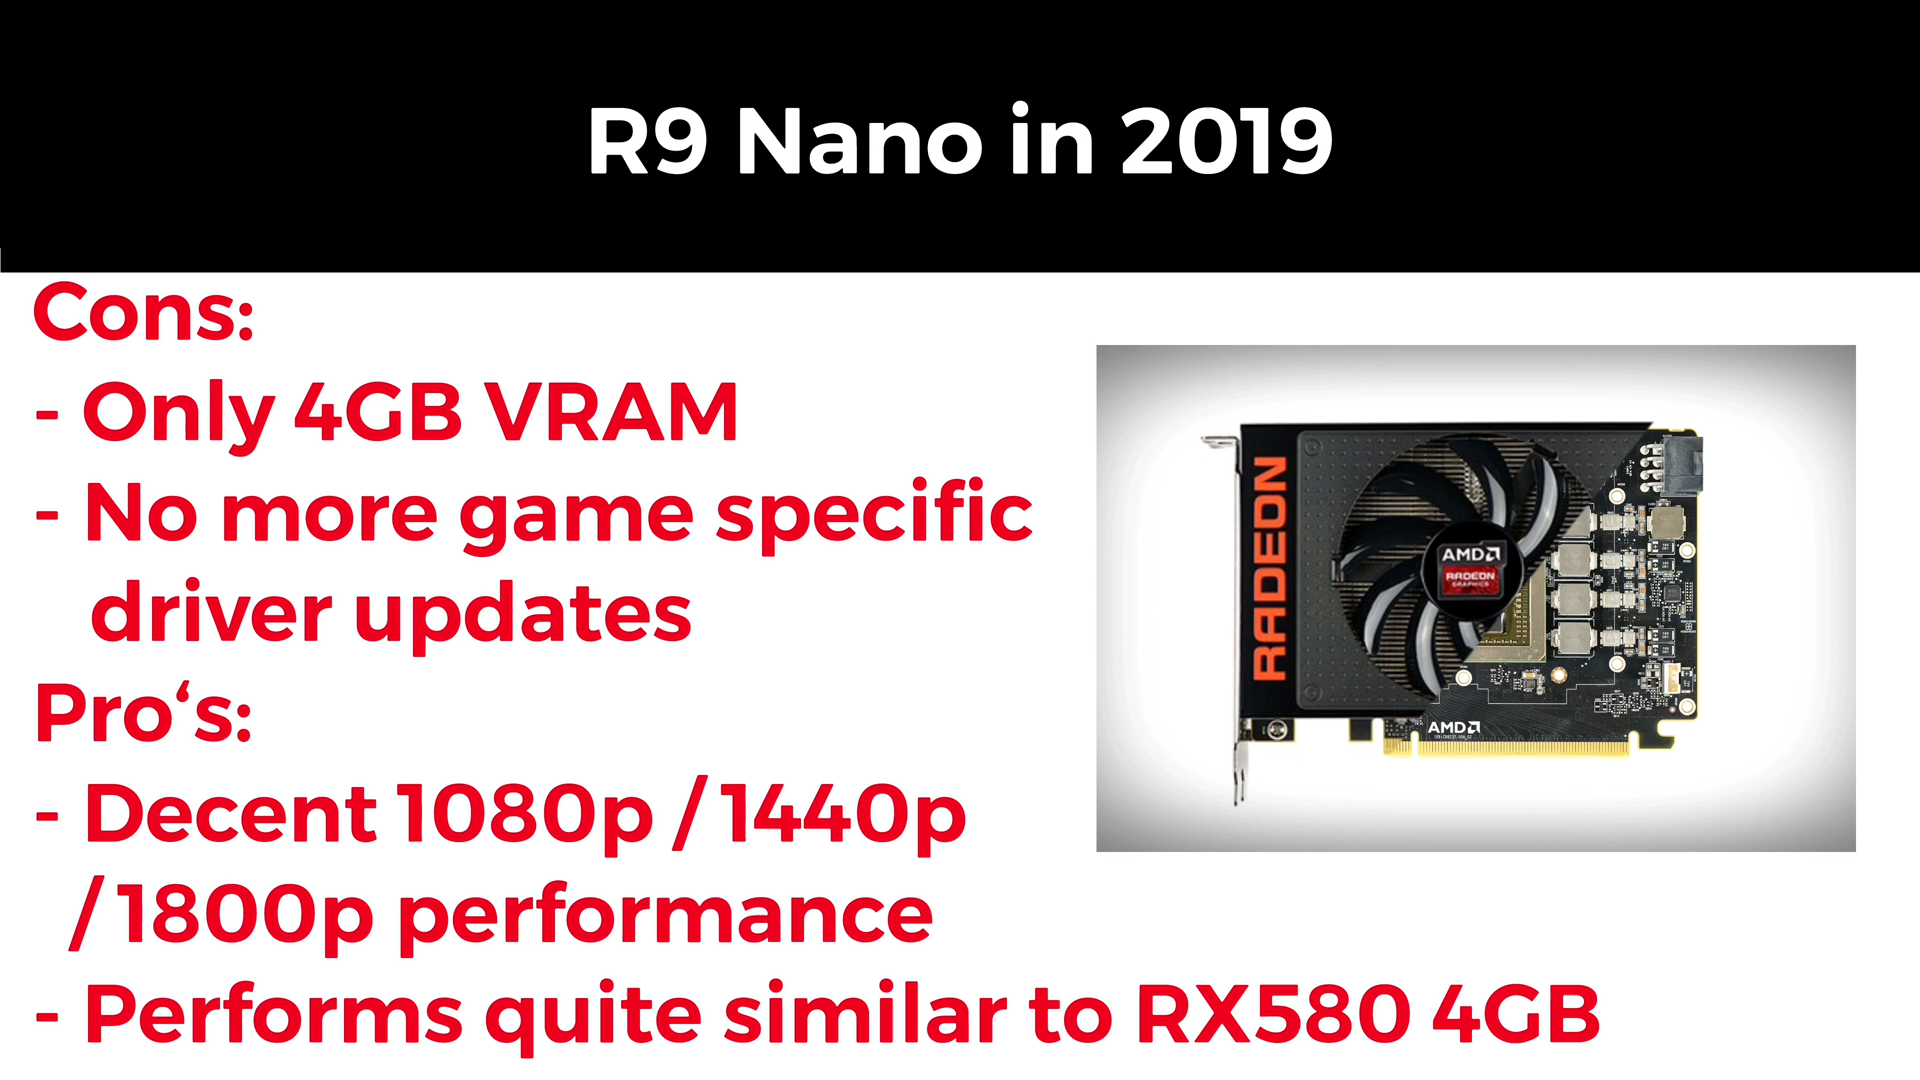 R9 Nano in 2019
Cons:
- Only 4GB VRAM
- No more game specific
driver updates
Pro‘s:
- Decent 1080p / 1440p
/ 1800p performance
- Performs quite similar to RX580 4GB
RADEON
AMD
RADEON
GRAPHICS
AMD